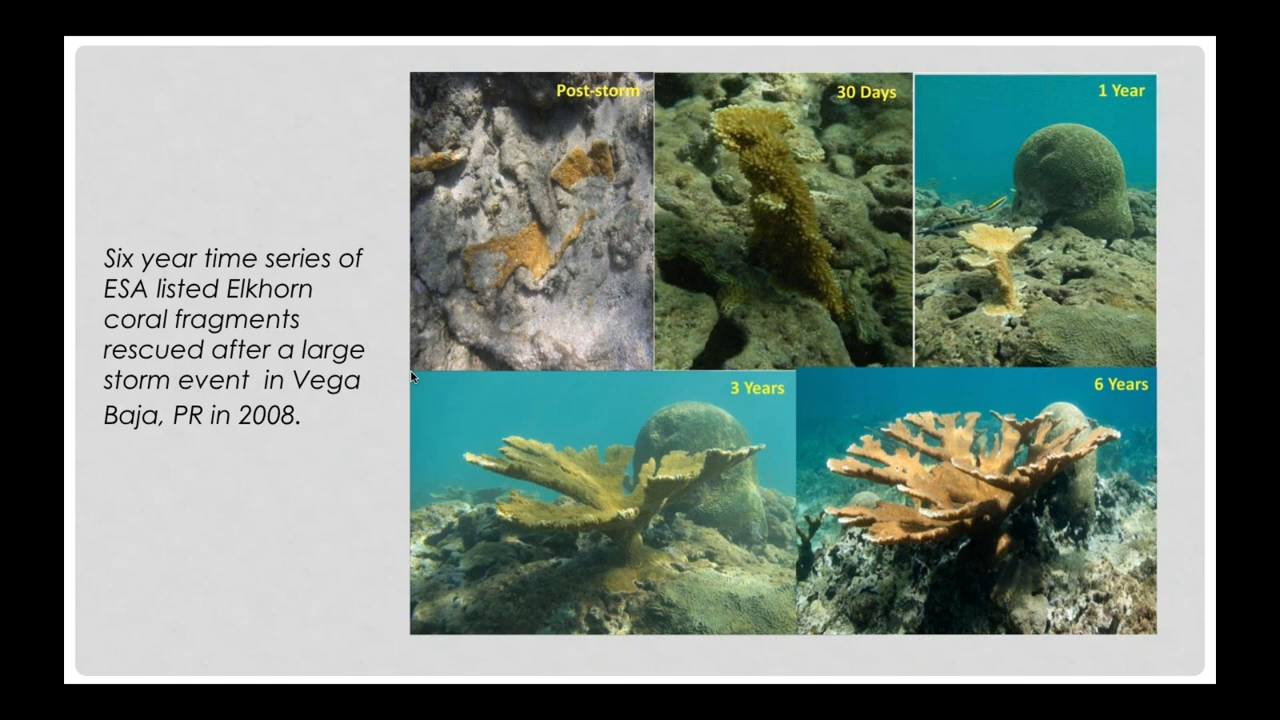 Six year time series of
ESA listed Elkhorn
coral fragments
rescued after a large
storm event  in Vega
Baja, PR in 2008.
Post-storm
30 Days
1 Year
3 Years
6 Years